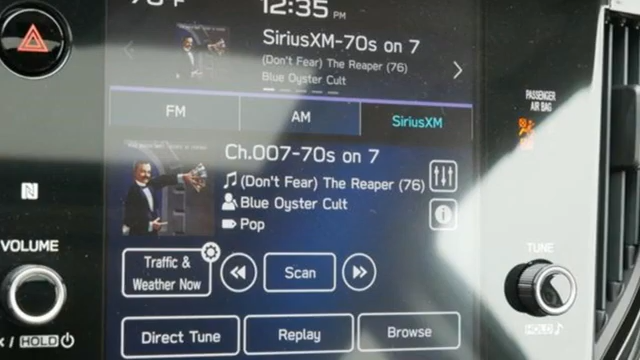 12:35 PM
SiriusXM-70s on 7
(Don't Fear) The Reaper (76)
Blue Oyster Cult
FM
AM
SiriusXM
PASSENGER
AIR BAG
Ch.007-70s on 7
(Don't Fear) The Reaper (76)
Blue Oyster Cult
Pop
VOLUME
TUNE
Traffic &
Weather Now
Scan
HOLD
HOLD
Direct Tune
Replay
Browse